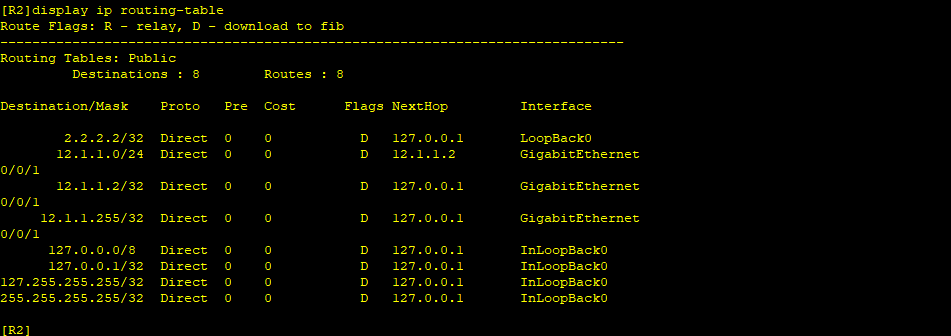 [R2]display ip routing-table
Route Flags: R - relay, D - download to fib
------------------------------------------------------------------------------
Routing Tables: Public
         Destinations : 8        Routes : 8

Destination/Mask    Proto   Pre  Cost      Flags NextHop         Interface

        2.2.2.2/32  Direct  0    0           D   127.0.0.1       LoopBack0
       12.1.1.0/24  Direct  0    0           D   12.1.1.2        GigabitEthernet
0/0/1
       12.1.1.2/32  Direct  0    0           D   127.0.0.1       GigabitEthernet
0/0/1
     12.1.1.255/32  Direct  0    0           D   127.0.0.1       GigabitEthernet
0/0/1
      127.0.0.0/8   Direct  0    0           D   127.0.0.1       InLoopBack0
      127.0.0.1/32  Direct  0    0           D   127.0.0.1       InLoopBack0
127.255.255.255/32  Direct  0    0           D   127.0.0.1       InLoopBack0
255.255.255.255/32  Direct  0    0           D   127.0.0.1       InLoopBack0

[R2]